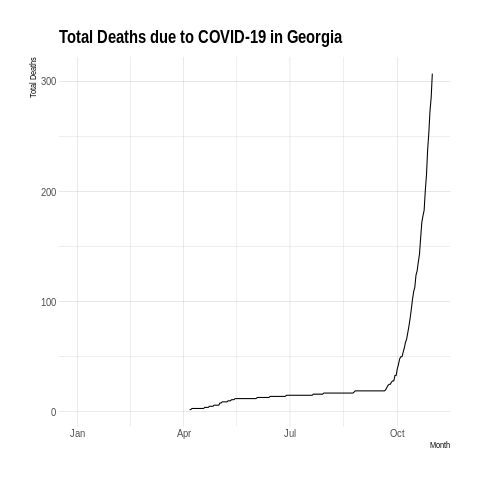 Total Deaths due to COVID-19 in Georgia
Total Deaths
300
200
100
0
Jan Apr Jul Oct
Month